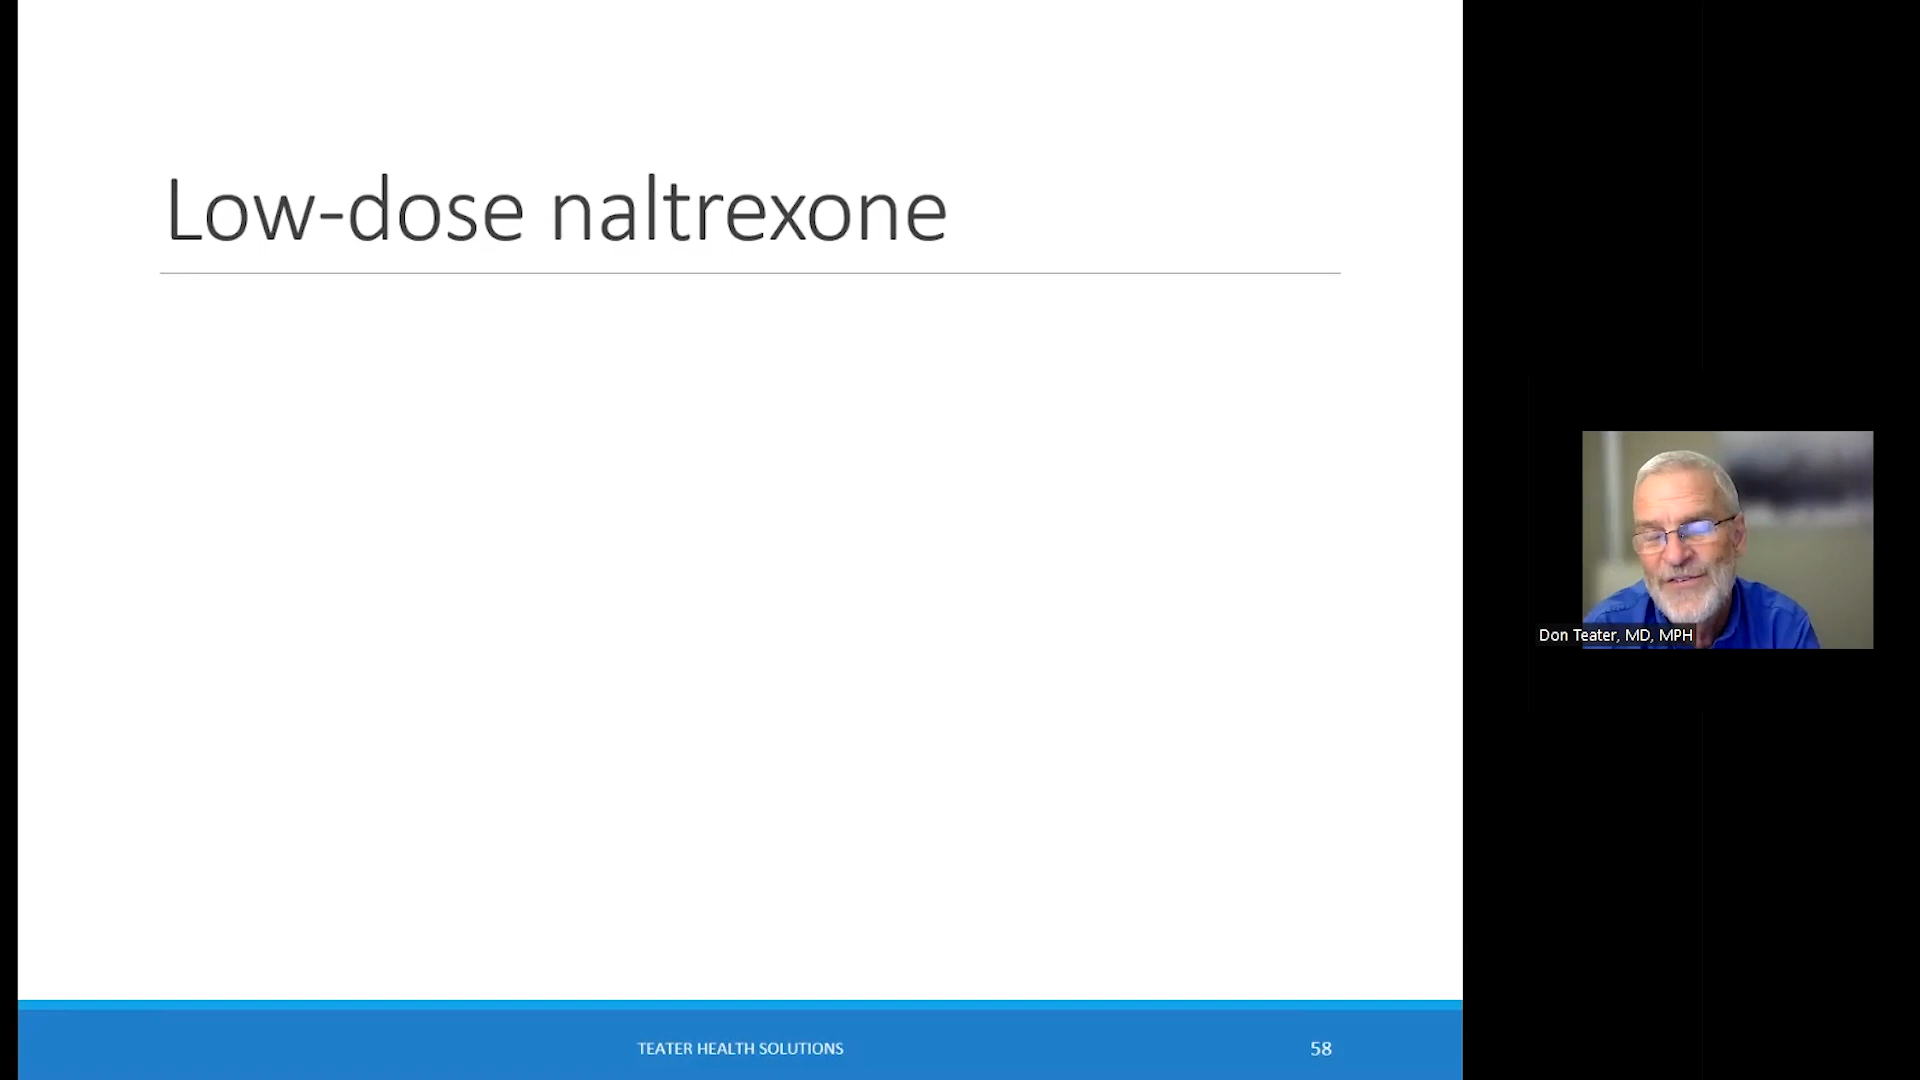 Low-dose naltrexone
Don Teater, MD, MPH
TEATER HEALTH SOLUTIONS
58